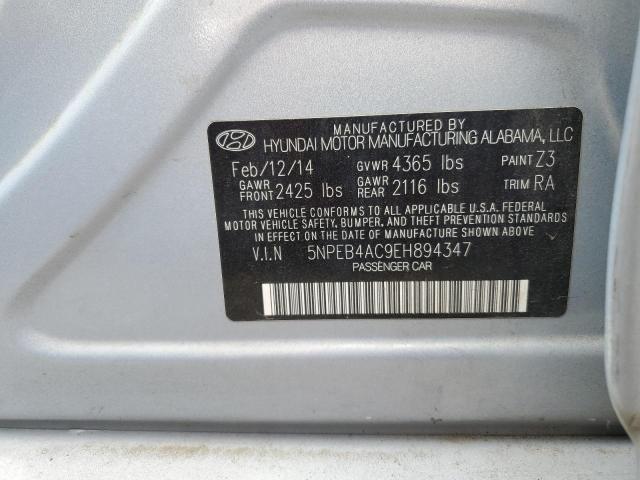 MANUFACTURED BY
HYUNDAI MOTOR MANUFACTURING ALABAMA, LLC
Feb/12/14 GVWR 4365 lbs PAINT Z3
GAWR FRONT 2425 lbs GAWR REAR 2116 lbs TRIM RA
THIS VEHICLE CONFORMS TO ALL APPLICABLE U.S.A. FEDERAL
MOTOR VEHICLE SAFETY, BUMPER, AND THEFT PREVENTION STANDARDS
IN EFFECT ON THE DATE OF MANUFACTURE SHOWN ABOVE
V.I.N 5NPEB4AC9EH894347
PASSENGER CAR